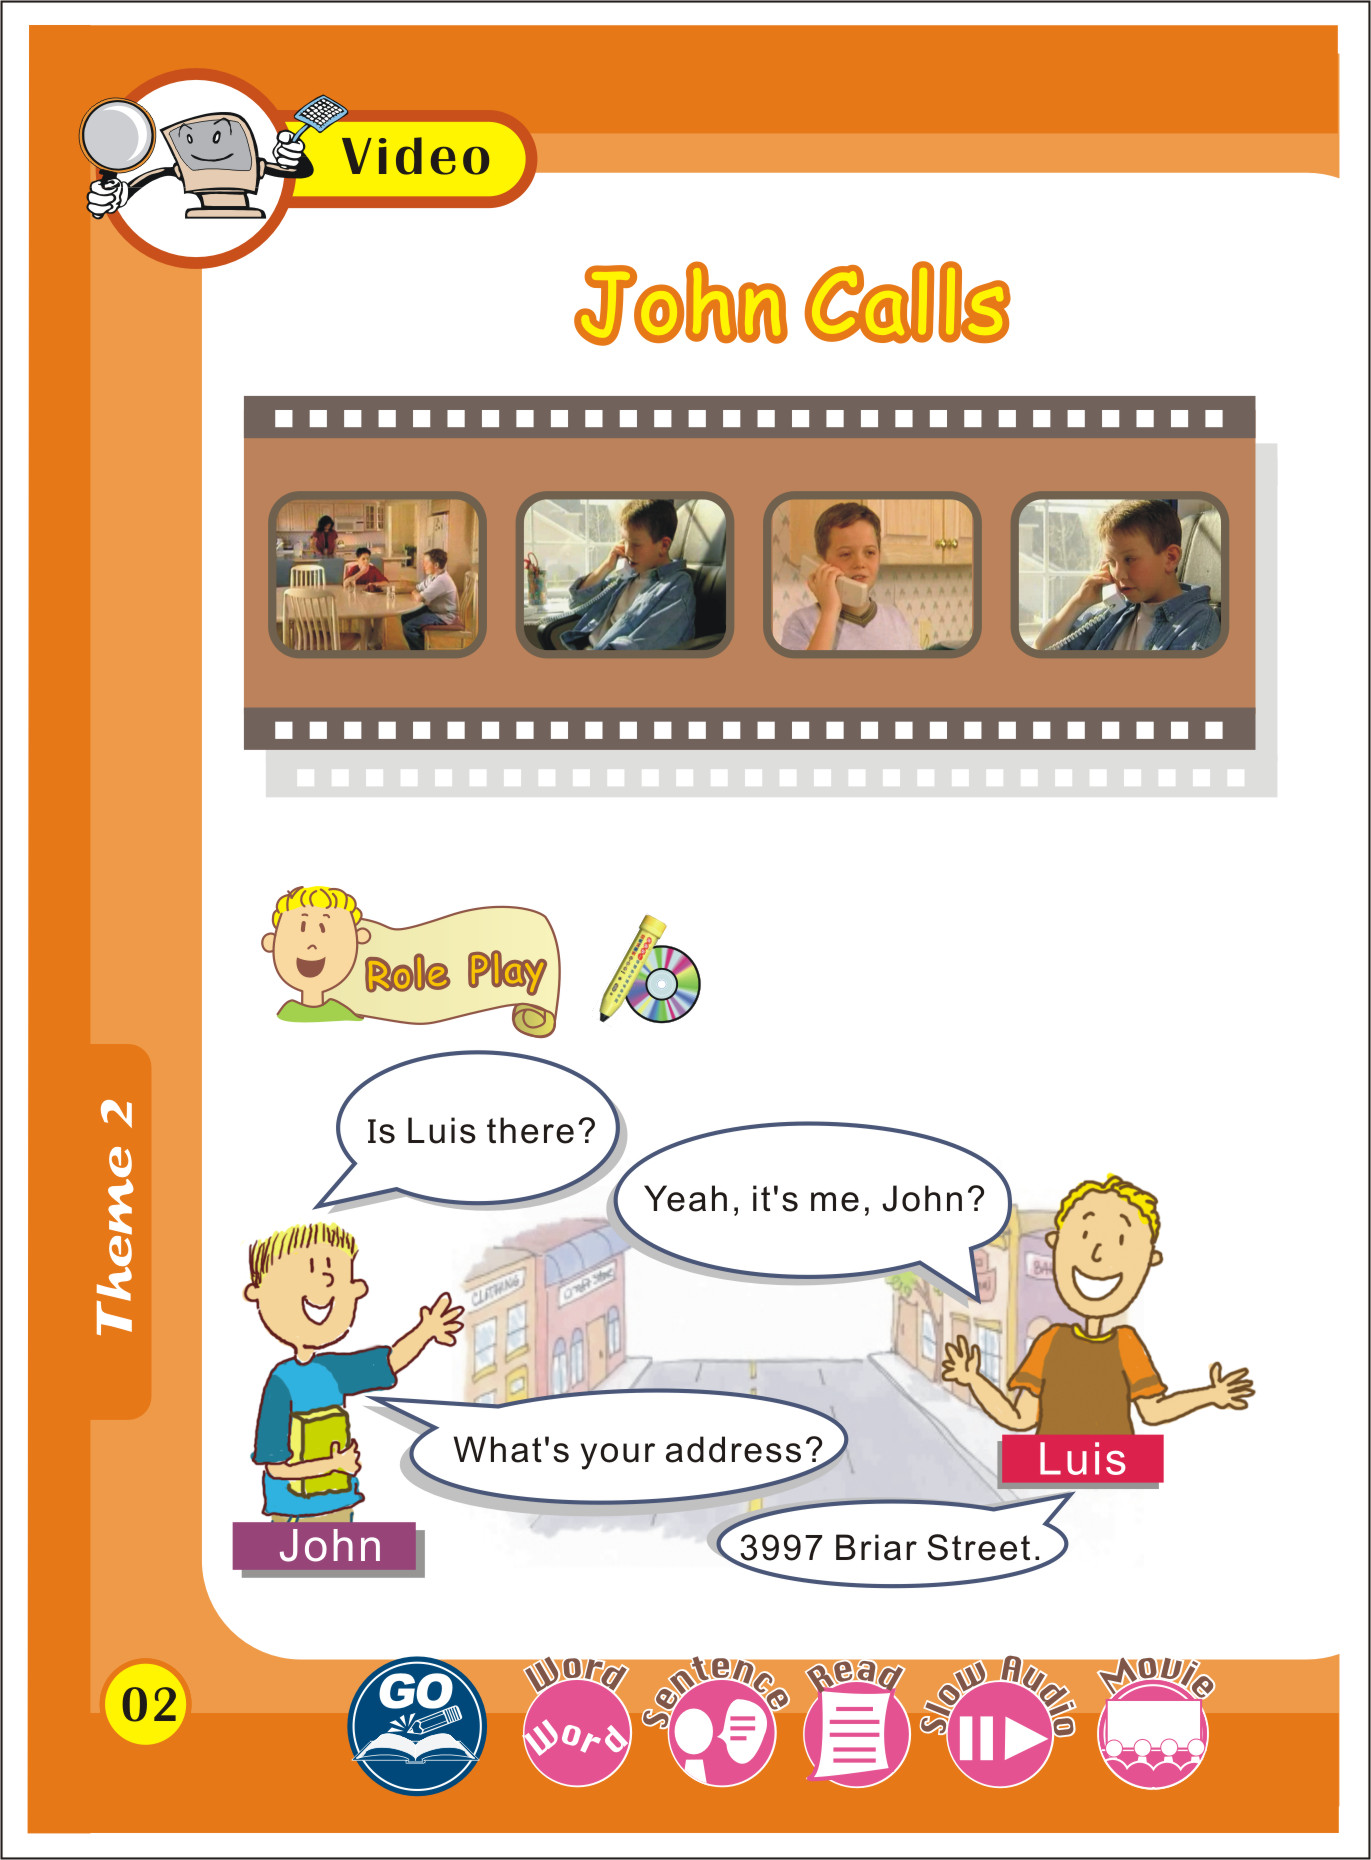 Video
John Calls
Role Play
Is Luis there?
Yeah, it's me, John?
CLOTHING
What's your address?
Luis
3997 Briar Street.
John
Theme 2
02
GO
Word
Word
Sentence
Read
Slow Audio
Movie